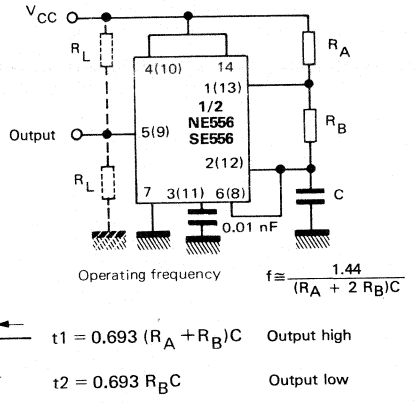 VCC
RL
RA
4(10) 14
1(13)
1/2
NE556
SE556
Output
5(9)
RB
2(12)
RL
C
7 3(11) 6(8)
0.01 nF
Operating frequency f≅ 1.44 / (RA + 2 RB)C
t1 = 0.693 (RA+RB)C Output high
t2 = 0.693 RBC Output low